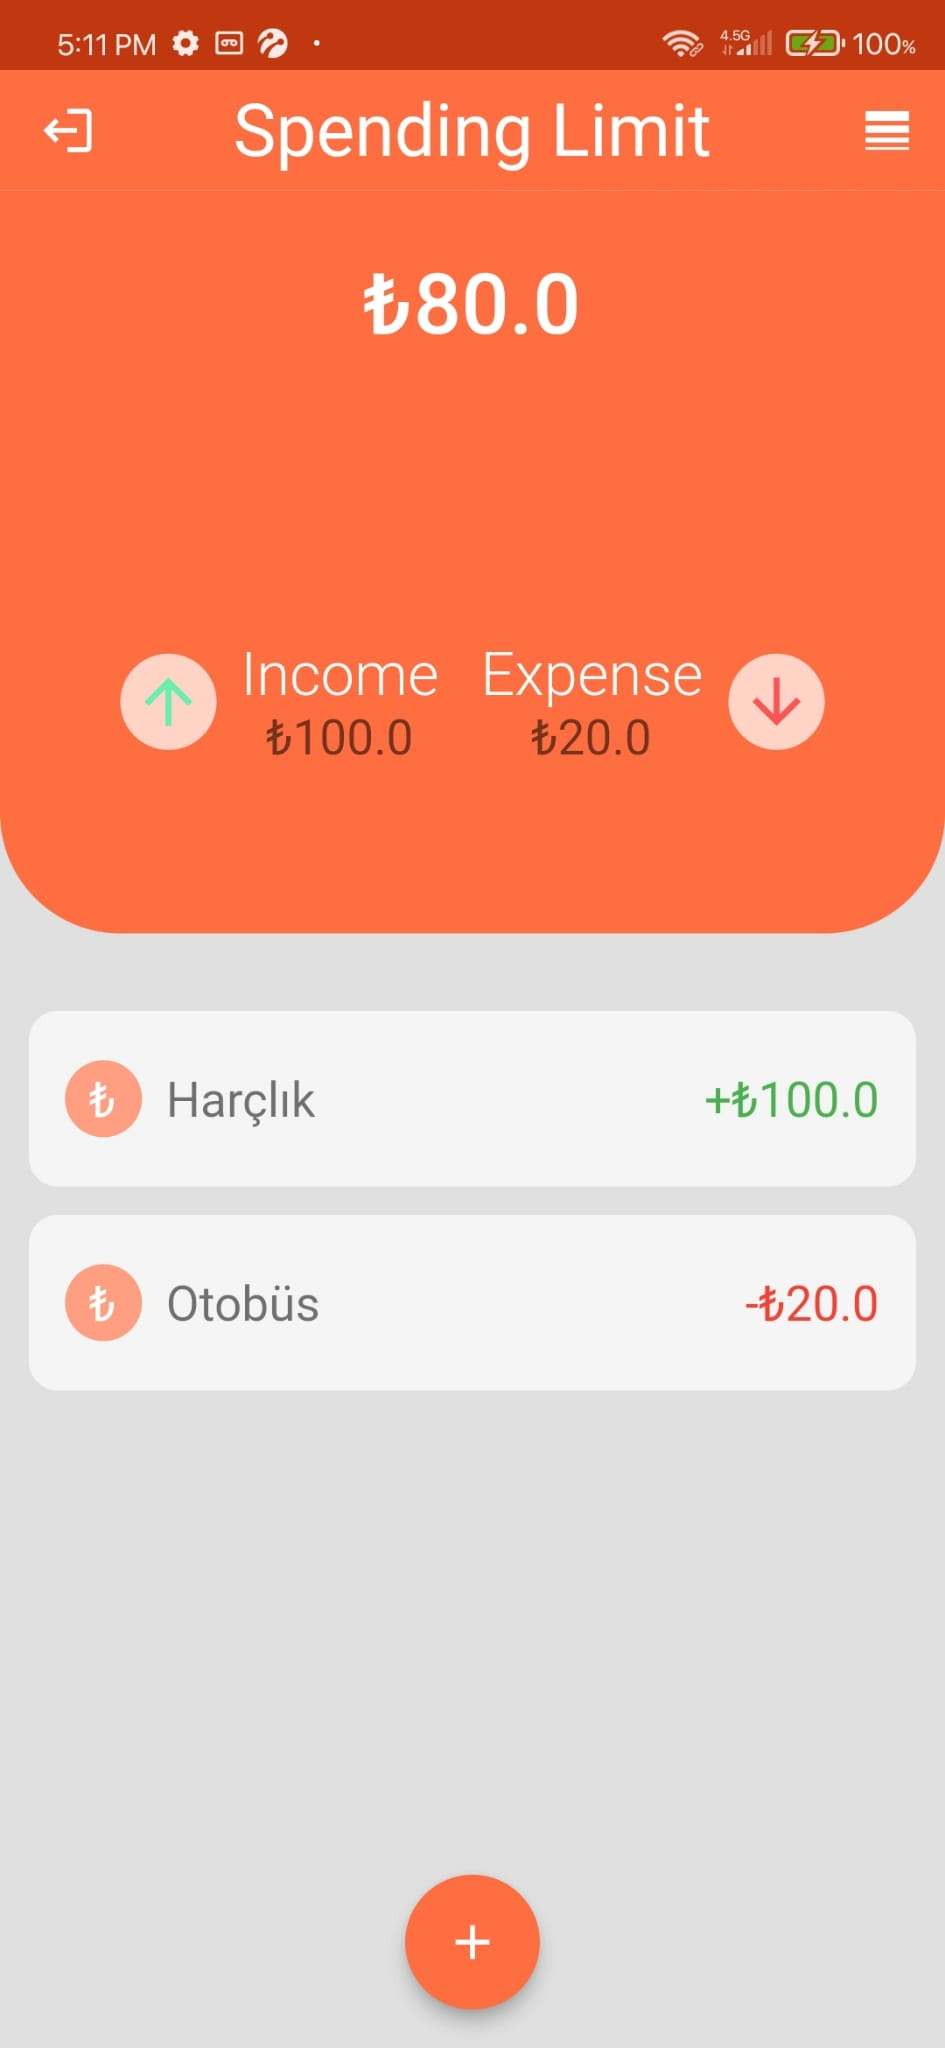 5:11 PM 4.5G 100%
Spending Limit
₺80.0
Income Expense
₺100.0 ₺20.0
₺ Harçlık +₺100.0
₺ Otobüs -₺20.0
+